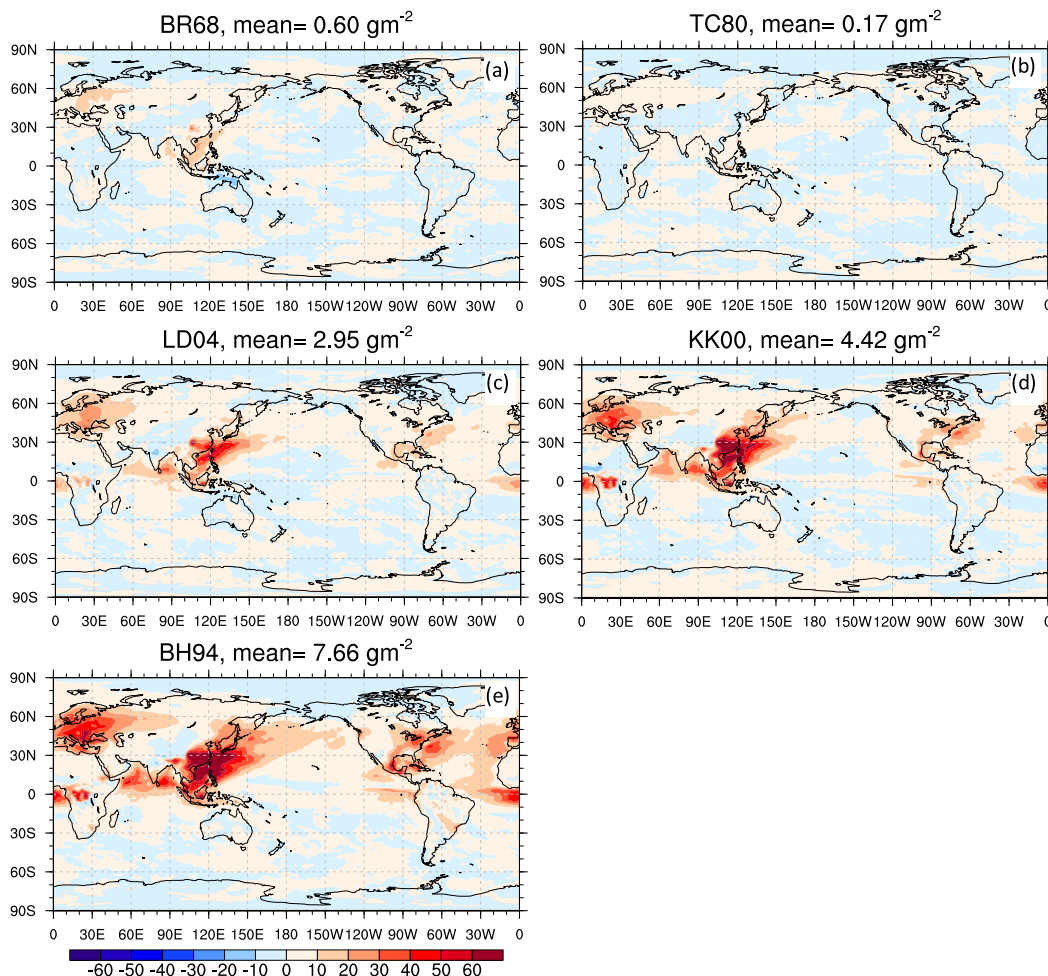 BR68, mean= 0.60 gm-2
TC80, mean= 0.17 gm-2
90N
60N
30N
0
30S
60S
90S
(a)
0 30E 60E 90E 120E 150E 180 150W 120W 90W 60W 30W 0
90N
60N
30N
0
30S
60S
90S
(b)
0 30E 60E 90E 120E 150E 180 150W 120W 90W 60W 30W 0
LD04, mean= 2.95 gm-2
KK00, mean= 4.42 gm-2
90N
60N
30N
0
30S
60S
90S
(c)
0 30E 60E 90E 120E 150E 180 150W 120W 90W 60W 30W 0
90N
60N
30N
0
30S
60S
90S
(d)
0 30E 60E 90E 120E 150E 180 150W 120W 90W 60W 30W 0
BH94, mean= 7.66 gm-2
90N
60N
30N
0
30S
60S
90S
(e)
0 30E 60E 90E 120E 150E 180 150W 120W 90W 60W 30W 0
-60 -50 -40 -30 -20 -10 0 10 20 30 40 50 60